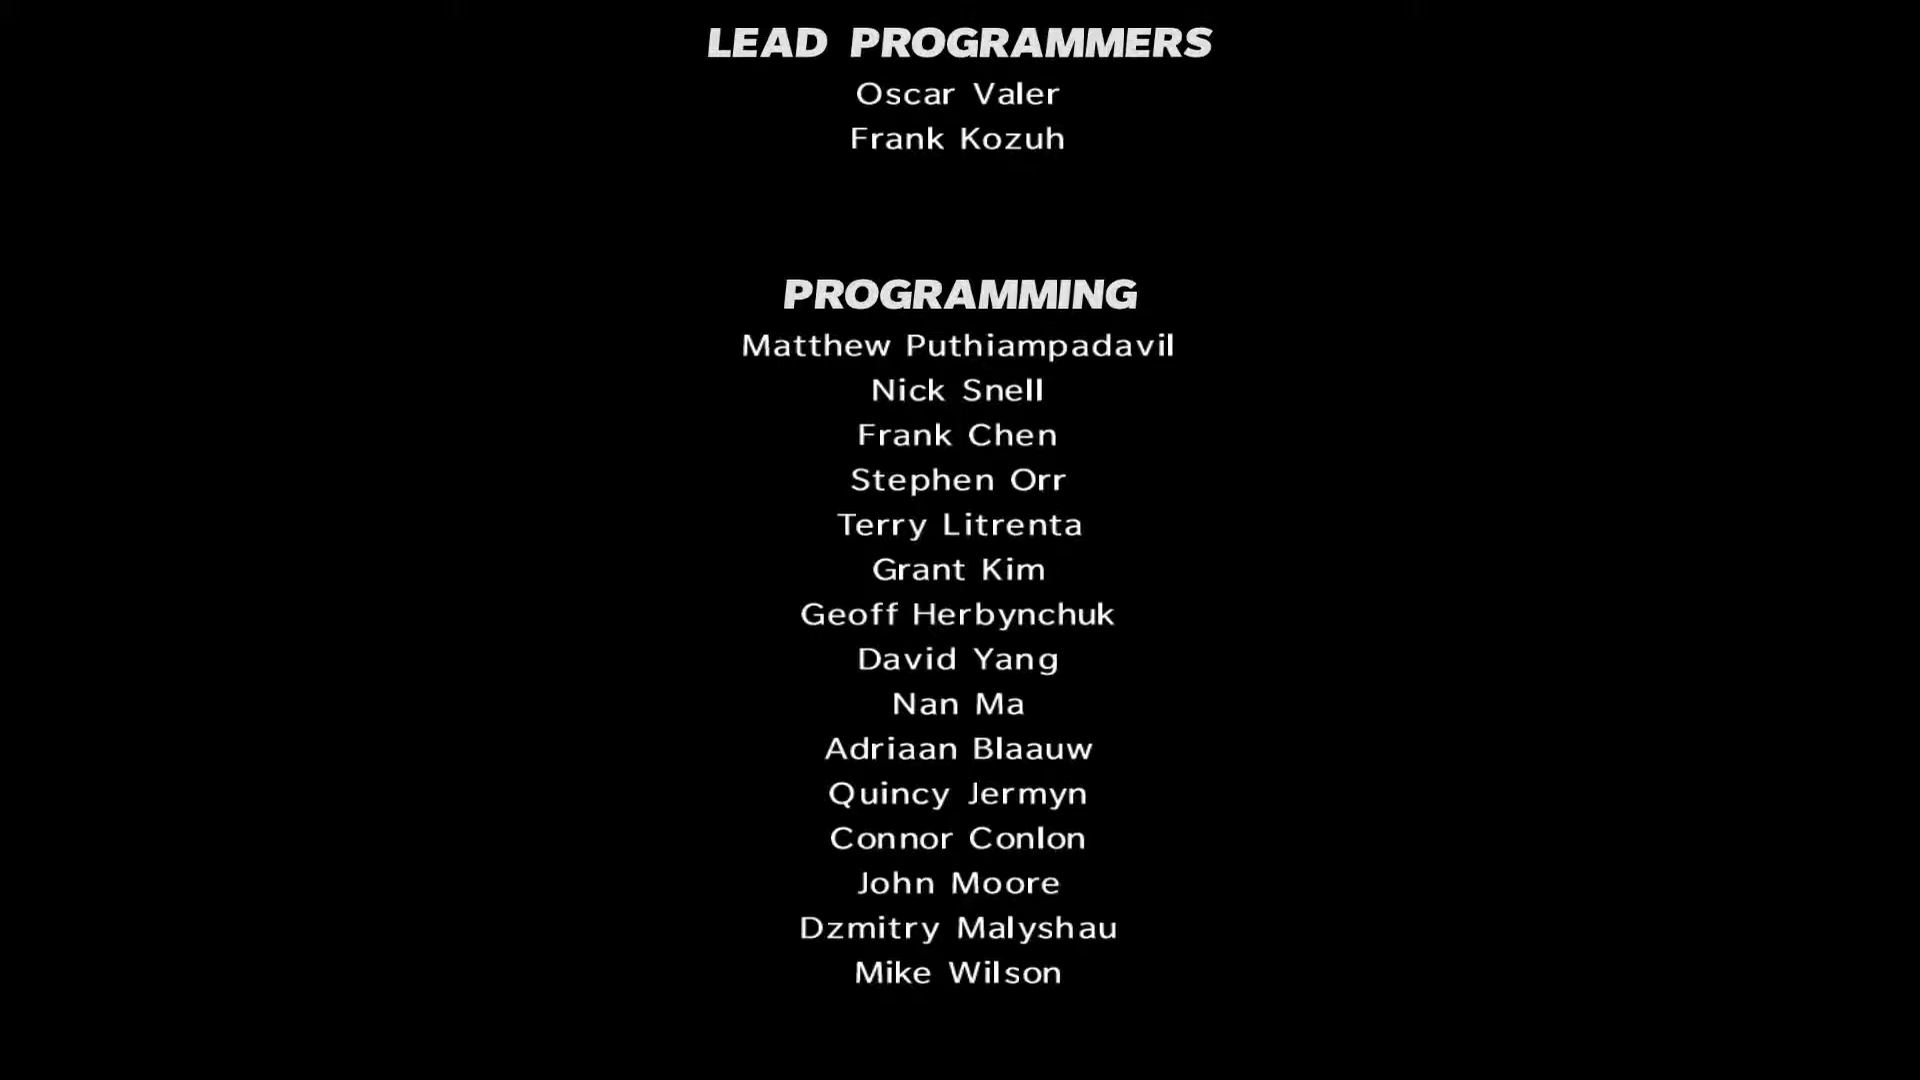 LEAD PROGRAMMERS
Oscar Valer
Frank Kozuh
PROGRAMMING
Matthew Puthiampadavil
Nick Snell
Frank Chen
Stephen Orr
Terry Litrenta
Grant Kim
Geoff Herbynchuk
David Yang
Nan Ma
Adriaan Blaauw
Quincy Jermyn
Connor Conlon
John Moore
Dzmitry Malyshau
Mike Wilson